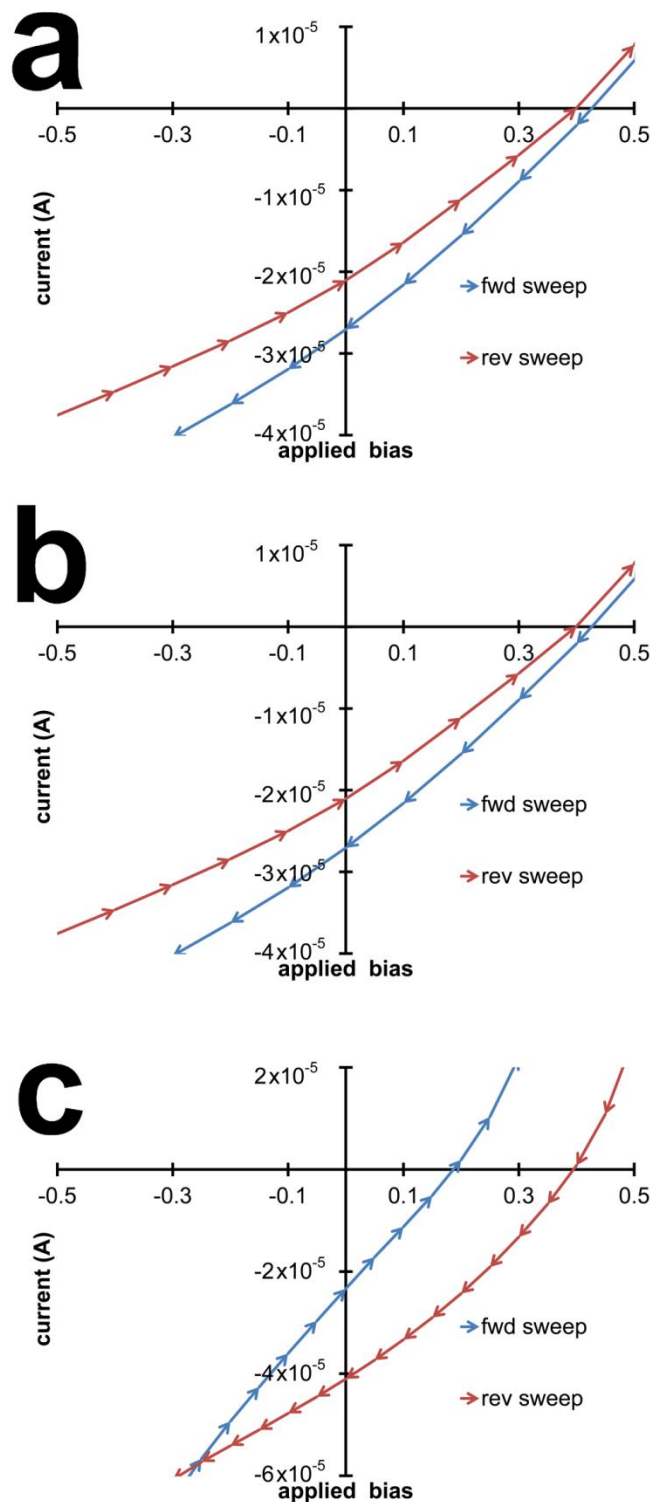 a
1x10⁻⁵
-0.5 -0.3 -0.1 0.1 0.3 0.5
-1x10⁻⁵
current (A)
-2x10⁻⁵
fwd sweep
-3x10⁻⁵
rev sweep
-4x10⁻⁵
applied bias
b
1x10⁻⁵
-0.5 -0.3 -0.1 0.1 0.3 0.5
-1x10⁻⁵
current (A)
-2x10⁻⁵
fwd sweep
-3x10⁻⁵
rev sweep
-4x10⁻⁵
applied bias
c
2x10⁻⁵
-0.5 -0.3 -0.1 0.1 0.3 0.5
current (A)
-2x10⁻⁵
fwd sweep
-4x10⁻⁵
rev sweep
-6x10⁻⁵
applied bias